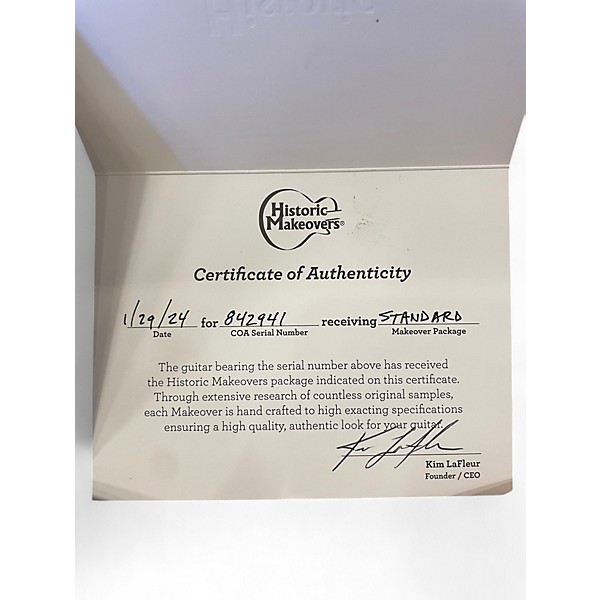 Historic
Historic
Makeovers®
Certificate of Authenticity
1/29/24 for 842941 receiving STANDARD
Date COA Serial Number Makeover Package
The guitar bearing the serial number above has received
the Historic Makeovers package indicated on this certificate.
Through extensive research of countless original samples,
each Makeover is hand crafted to high exacting specifications
ensuring a high quality, authentic look for your guitar.
Kim LaFleur
Kim LaFleur
Founder / CEO